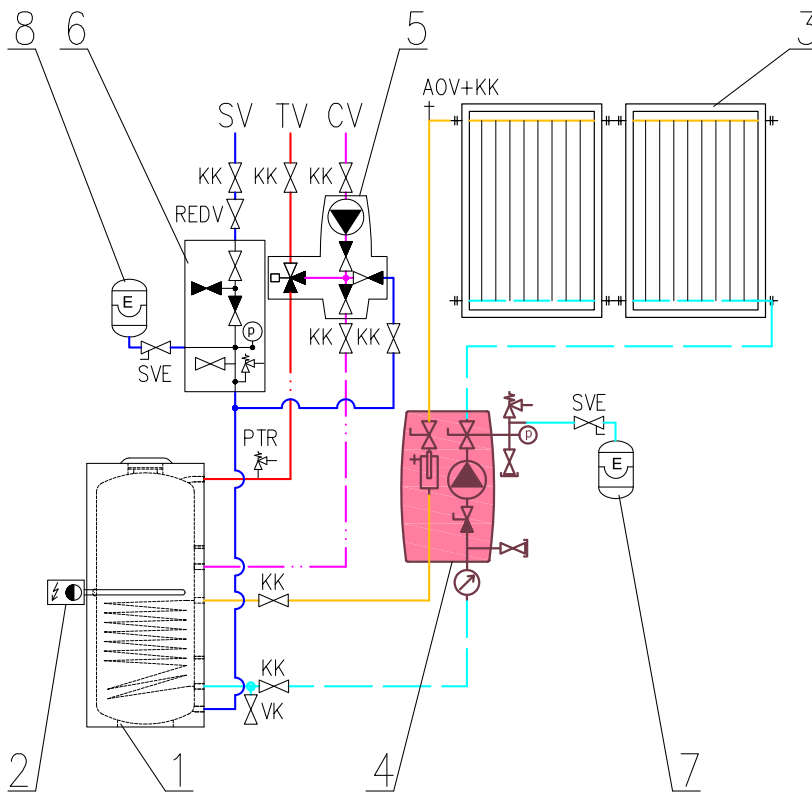 8 6 5 3
AOV+KK
SV TV CV
KK KK KK
REDV
E
p
KK KK
SVE
SVE
PTR
p
E
KK
KK
VK
2 1 4 7